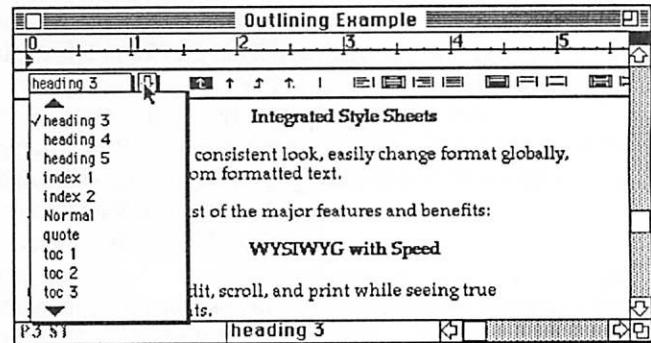 Outlining Example
0 1 2 3 4 5
heading 3
Integrated Style Sheets
✓heading 3
heading 4
heading 5
index 1
index 2
Normal
quote
toc 1
toc 2
toc 3
consistent look, easily change format globally,
om formatted text.
st of the major features and benefits:
WYSIWYG with Speed
dit, scroll, and print while seeing true
ts.
P3 S1 heading 3